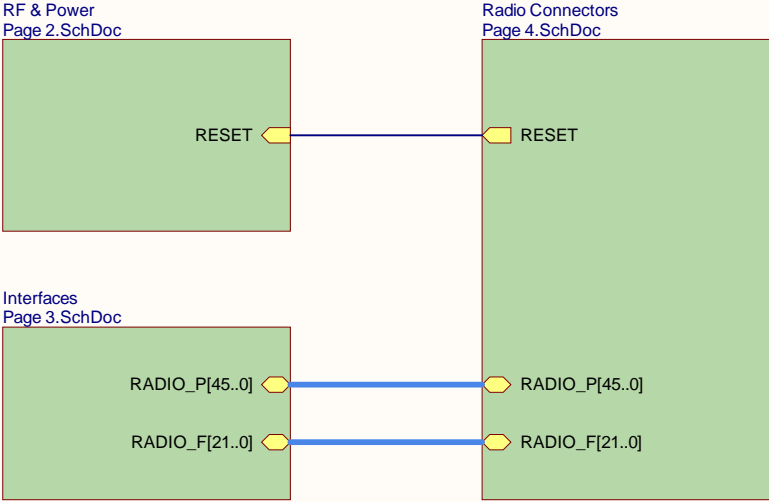 RF & Power
Page 2.SchDoc
RESET
Radio Connectors
Page 4.SchDoc
RESET
Interfaces
Page 3.SchDoc
RADIO_P[45..0]
RADIO_F[21..0]
RADIO_P[45..0]
RADIO_F[21..0]